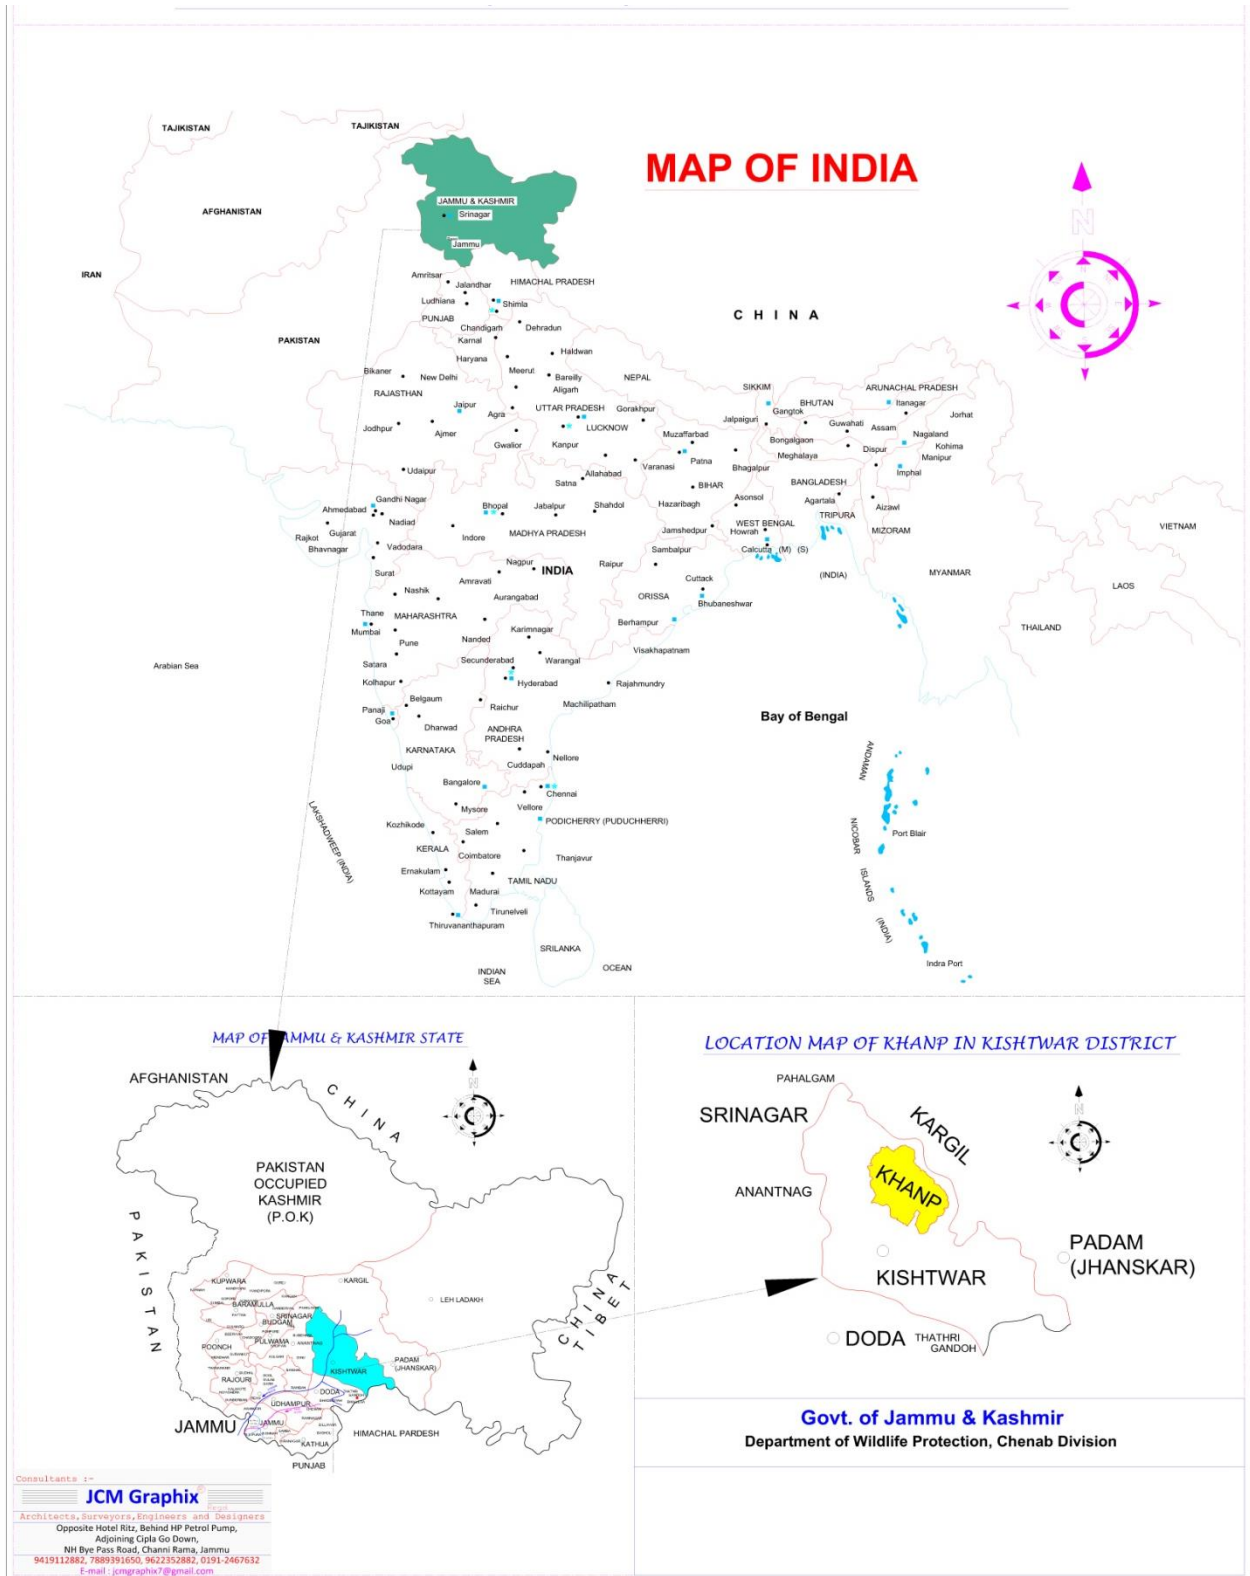 TAJIKISTAN
TAJIKISTAN
MAP OF INDIA
AFGHANISTAN
JAMMU & KASHMIR
Srinagar
Jammu
N
IRAN
Amritsar
Jalandhar
HIMACHAL PRADESH
Ludhiana
Shimla
PUNJAB
Chandigarh
Dehradun
CHINA
PAKISTAN
Karnal
Haryana
Haldwan
Meerut
Bikaner
New Delhi
Bareilly
NEPAL
Aligarh
SIKKIM
ARUNACHAL PRADESH
RAJASTHAN
Jaipur
Agra
UTTAR PRADESH
Gorakhpur
Gangtok
BHUTAN
Itanagar
Jorhat
Jodhpur
Ajmer
LUCKNOW
Jalpaiguri
Guwahati
Assam
Gwalior
Kanpur
Muzaffarbad
Bongalgaon
Nagaland
Kohima
Dispur
Meghalaya
Manipur
Udaipur
Allahabad
Varanasi
Patna
Bhagalpur
Imphal
Satna
BIHAR
BANGLADESH
Gandhi Nagar
Bhopal
Jabalpur
Shahdol
Hazaribagh
Asonsol
Agartala
Aizawl
Ahmedabad
Nadiad
TRIPURA
Gujarat
Rajkot
Indore
MADHYA PRADESH
Jamshedpur
WEST BENGAL
Howrah
MIZORAM
VIETNAM
Bhavnagar
Vadodara
Sambalpur
Calcutta (M) (S)
Surat
Nagpur
INDIA
Raipur
(INDIA)
MYANMAR
Amravati
Cuttack
LAOS
Nashik
Aurangabad
ORISSA
Bhubaneshwar
Thane
MAHARASHTRA
Berhampur
THAILAND
Mumbai
Karimnagar
Pune
Nanded
Visakhapatnam
Arabian Sea
Satara
Secunderabad
Warangal
Kolhapur
Hyderabad
Rajahmundry
Belgaum
Raichur
Machilipatham
Panaji
Goa
Dharwad
ANDHRA
PRADESH
Bay of Bengal
KARNATAKA
Nellore
Udupi
Cuddapah
ANDAMAN
Bangalore
Chennai
Vellore
Mysore
LAKSHADWEEP (INDIA)
PODICHERRY (PUDUCHHERRI)
Kozhikode
Salem
NICOBAR
Port Blair
KERALA
Coimbatore
Thanjavur
Ernakulam
TAMIL NADU
ISLANDS
Kottayam
Madurai
Tirunelveli
(INDIA)
Thiruvananthapuram
SRILANKA
INDIAN
SEA
OCEAN
Indra Port
MAP OF JAMMU & KASHMIR STATE
AFGHANISTAN
CHINA
N
PAKISTAN
OCCUPIED
KASHMIR
(P.O.K)
PAKISTAN
KUPWARA
KARGIL
BARAMULLA
LEH LADAKH
SRINAGAR
BUDGAM
CHINA
TIBET
POONCH
PULWAMA
ANANTNAG
PADAM
(JHANSKAR)
KISHTWAR
RAJOURI
DODA
UDHAMPUR
JAMMU
JAMMU
HIMACHAL PARDESH
KATHUA
PUNJAB
LOCATION MAP OF KHANP IN KISHTWAR DISTRICT
PAHALGAM
SRINAGAR
KARGIL
N
KHANP
ANANTNAG
PADAM
(JHANSKAR)
KISHTWAR
DODA
THATHRI
GANDOH
Govt. of Jammu & Kashmir
Department of Wildlife Protection, Chenab Division
Consultants :-
JCM Graphix
Regd
Architects,Surveyors,Engineers and Designers
Opposite Hotel Ritz, Behind HP Petrol Pump,
Adjoining Cipla Go Down,
NH Bye Pass Road, Channi Rama, Jammu
9419112882, 7889391650, 9622352882, 0191-2467632
E-mail : jcmgraphix7@gmail.com